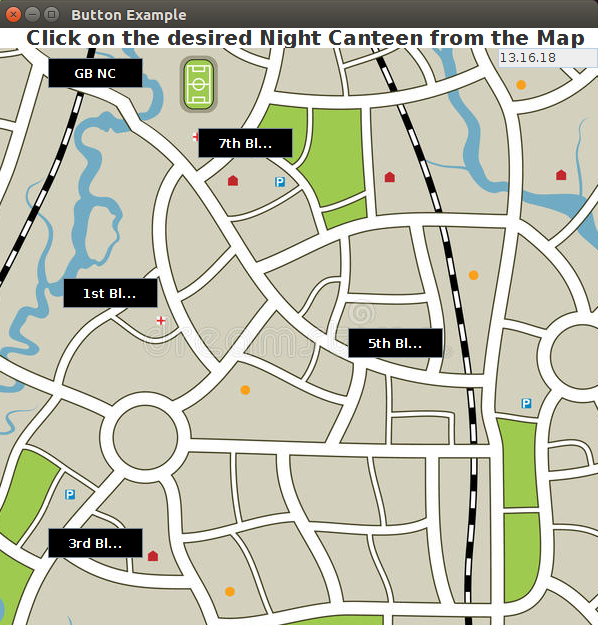 Button Example
Click on the desired Night Canteen from the Map
13.16.18
GB NC
7th Bl...
P
1st Bl...
dreamstime
5th Bl...
P
P
3rd Bl...